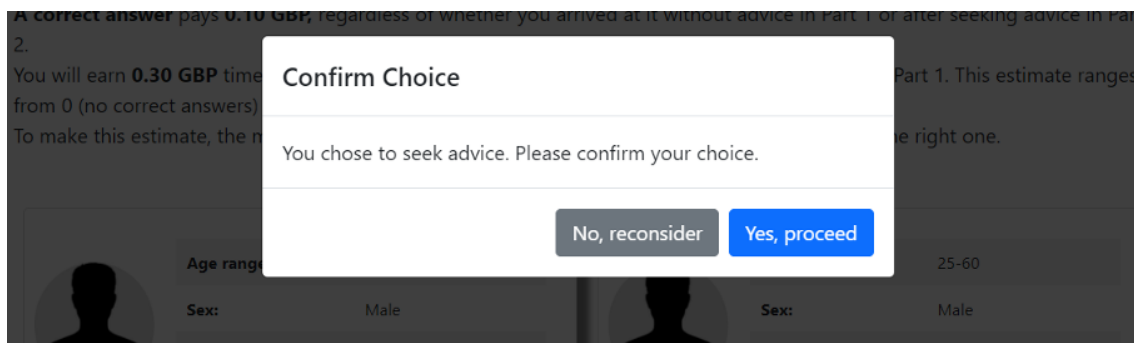 A correct answer pays 0.10 GBP, regardless of whether you arrived at it without advice in Part 1 or after seeking advice in Par
2.
You will earn 0.30 GBP time Part 1. This estimate ranges
from 0 (no correct answers)
To make this estimate, the m e right one.
Confirm Choice
You chose to seek advice. Please confirm your choice.
No, reconsider Yes, proceed
Age range 25-60
Sex: Male Sex: Male